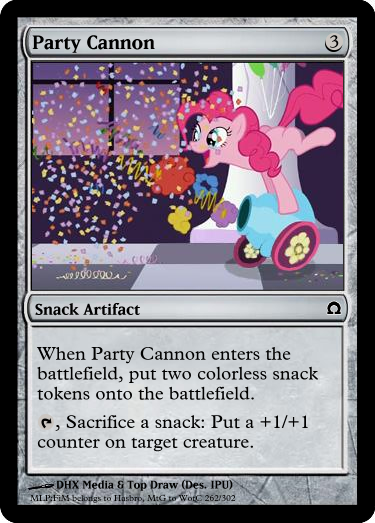 Party Cannon 3
Snack Artifact Ω
When Party Cannon enters the
battlefield, put two colorless snack
tokens onto the battlefield.
, Sacrifice a snack: Put a +1/+1
counter on target creature.
DHX Media & Top Draw (Des. IPU)
MLP:FiM belongs to Hasbro, MtG to WotC 262/302